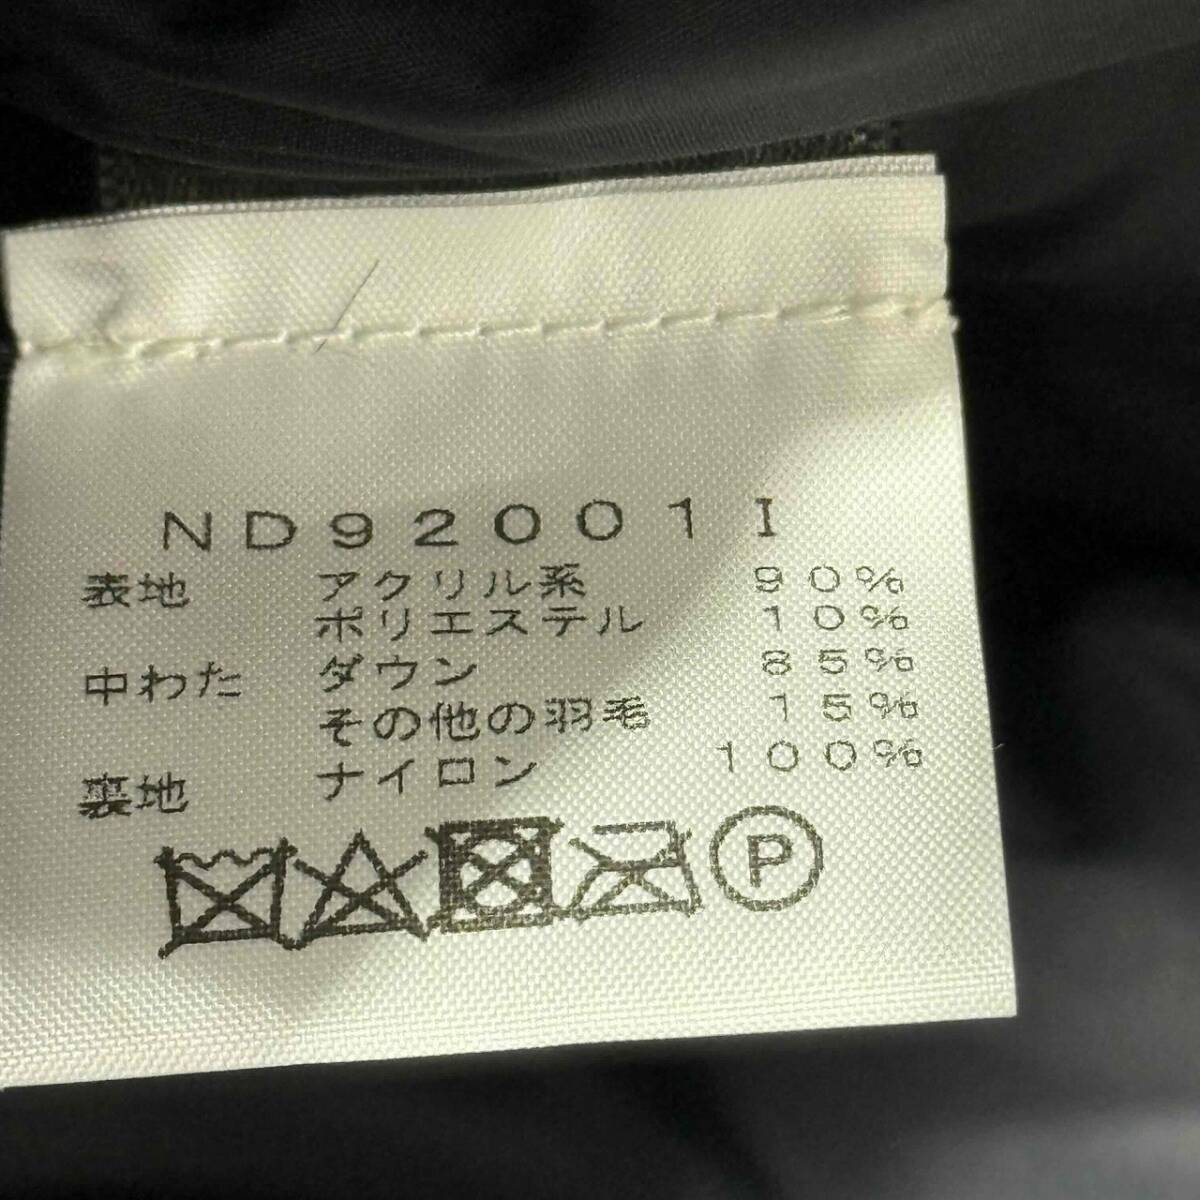 ND92001I
表地 アクリル系 90%
ポリエステル 10%
中わた ダウン 85%
その他の羽毛 15%
裏地 ナイロン 100%
P